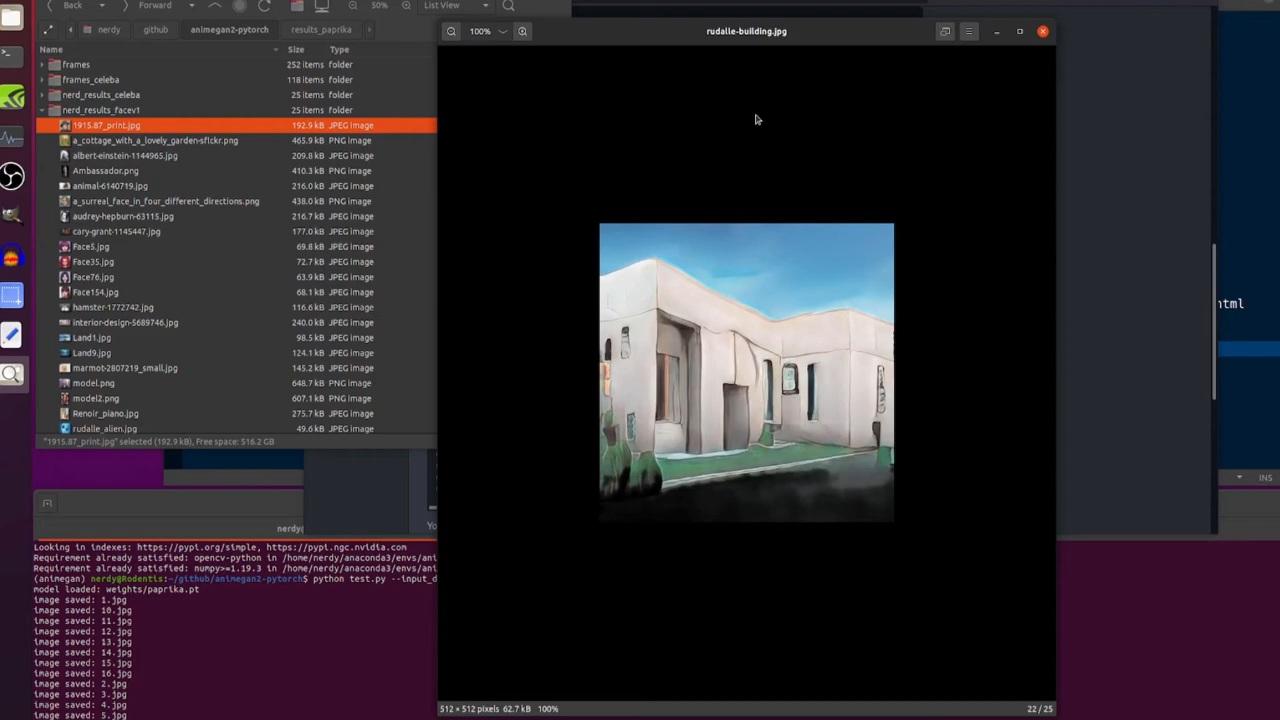 Back
Forward
50%
List View
nerdy
github
animegan2-pytorch
results_paprika
Name Size Type
frames 252 items folder
frames_celeba 118 items folder
nerd_results_celeba 25 items folder
nerd_results_facev1 25 items folder
1915.87_print.jpg 192.9 kB JPEG image
a_cottage_with_a_lovely_garden-sflckr.png 465.9 kB PNG image
albert-einstein-1144965.jpg 209.8 kB JPEG image
Ambassador.png 410.3 kB PNG image
animal-6140719.jpg 216.0 kB JPEG image
a_surreal_face_in_four_different_directions.png 438.0 kB PNG image
audrey-hepburn-63115.jpg 216.7 kB JPEG image
cary-grant-1145447.jpg 177.0 kB JPEG image
Face5.jpg 69.8 kB JPEG image
Face35.jpg 72.7 kB JPEG image
Face76.jpg 63.9 kB JPEG image
Face154.jpg 68.1 kB JPEG image
hamster-1772742.jpg 116.6 kB JPEG image
interior-design-5689746.jpg 240.0 kB JPEG image
Land1.jpg 98.5 kB JPEG image
Land9.jpg 124.1 kB JPEG image
marmot-2807219_small.jpg 145.2 kB JPEG image
model.png 648.7 kB PNG image
model2.png 607.1 kB PNG image
Renoir_piano.jpg 275.7 kB JPEG image
rudalle_alien.jpg 49.6 kB JPEG image
"1915.87_print.jpg" selected (192.9 kB), Free space: 516.2 GB
100%
rudalle-building.jpg
512 × 512 pixels 62.7 kB 100%
22 / 25
html
INS
Yo
nerdy@
Looking in indexes: https://pypi.org/simple, https://pypi.ngc.nvidia.com
Requirement already satisfied: opencv-python in /home/nerdy/anaconda3/envs/ani
Requirement already satisfied: numpy>=1.19.3 in /home/nerdy/anaconda3/envs/ani
(animegan) nerdy@Rodentis:~/github/animegan2-pytorch$ python test.py --input_d
model loaded: weights/paprika.pt
image saved: 1.jpg
image saved: 10.jpg
image saved: 11.jpg
image saved: 12.jpg
image saved: 13.jpg
image saved: 14.jpg
image saved: 15.jpg
image saved: 16.jpg
image saved: 2.jpg
image saved: 3.jpg
image saved: 4.jpg
image saved: 5.jpg